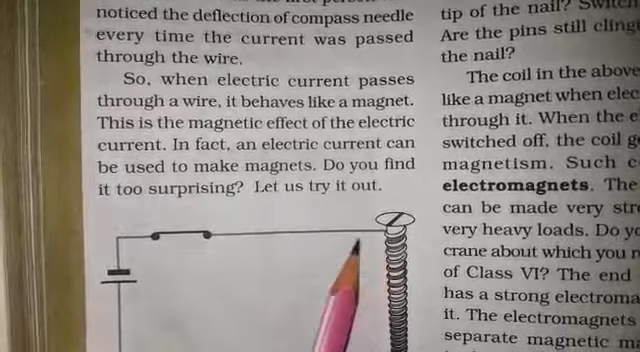 noticed the deflection of compass needle
every time the current was passed
through the wire.
So, when electric current passes
through a wire, it behaves like a magnet.
This is the magnetic effect of the electric
current. In fact, an electric current can
be used to make magnets. Do you find
it too surprising? Let us try it out.
tip of the nail? Switch
Are the pins still cling
the nail?
The coil in the above
like a magnet when elec
through it. When the e
switched off, the coil g
magnetism. Such c
electromagnets. The
can be made very str
very heavy loads. Do yo
crane about which you r
of Class VI? The end
has a strong electroma
it. The electromagnets
separate magnetic ma